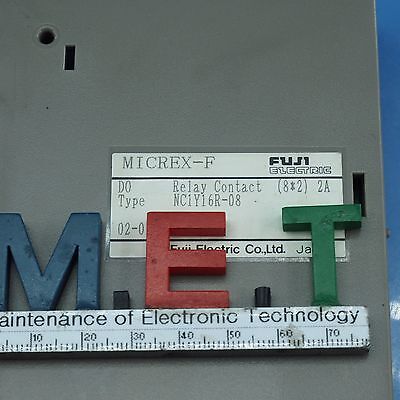 MICREX-F FUJI ELECTRIC
DO Relay Contact (8*2) 2A
Type NC1Y16R-08
02-0
Fuji Electric Co.,Ltd. Ja
M.E.T
aintenance of Electronic Technology
10 20 30 40 50 60 70